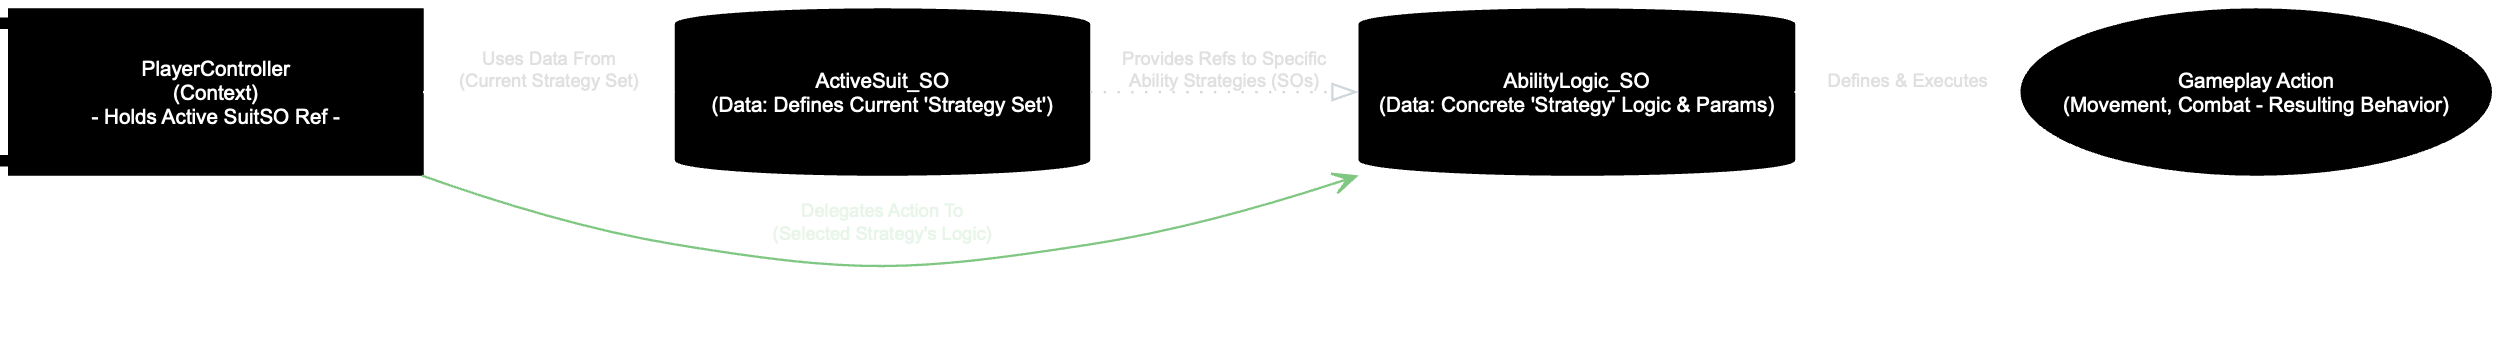 PlayerController
(Context)
- Holds Active SuitSO Ref -
Uses Data From
(Current Strategy Set)
ActiveSuit_SO
(Data: Defines Current 'Strategy Set')
Provides Refs to Specific
Ability Strategies (SOs)
AbilityLogic_SO
(Data: Concrete 'Strategy' Logic & Params)
Defines & Executes
Gameplay Action
(Movement, Combat - Resulting Behavior)
Delegates Action To
(Selected Strategy's Logic)